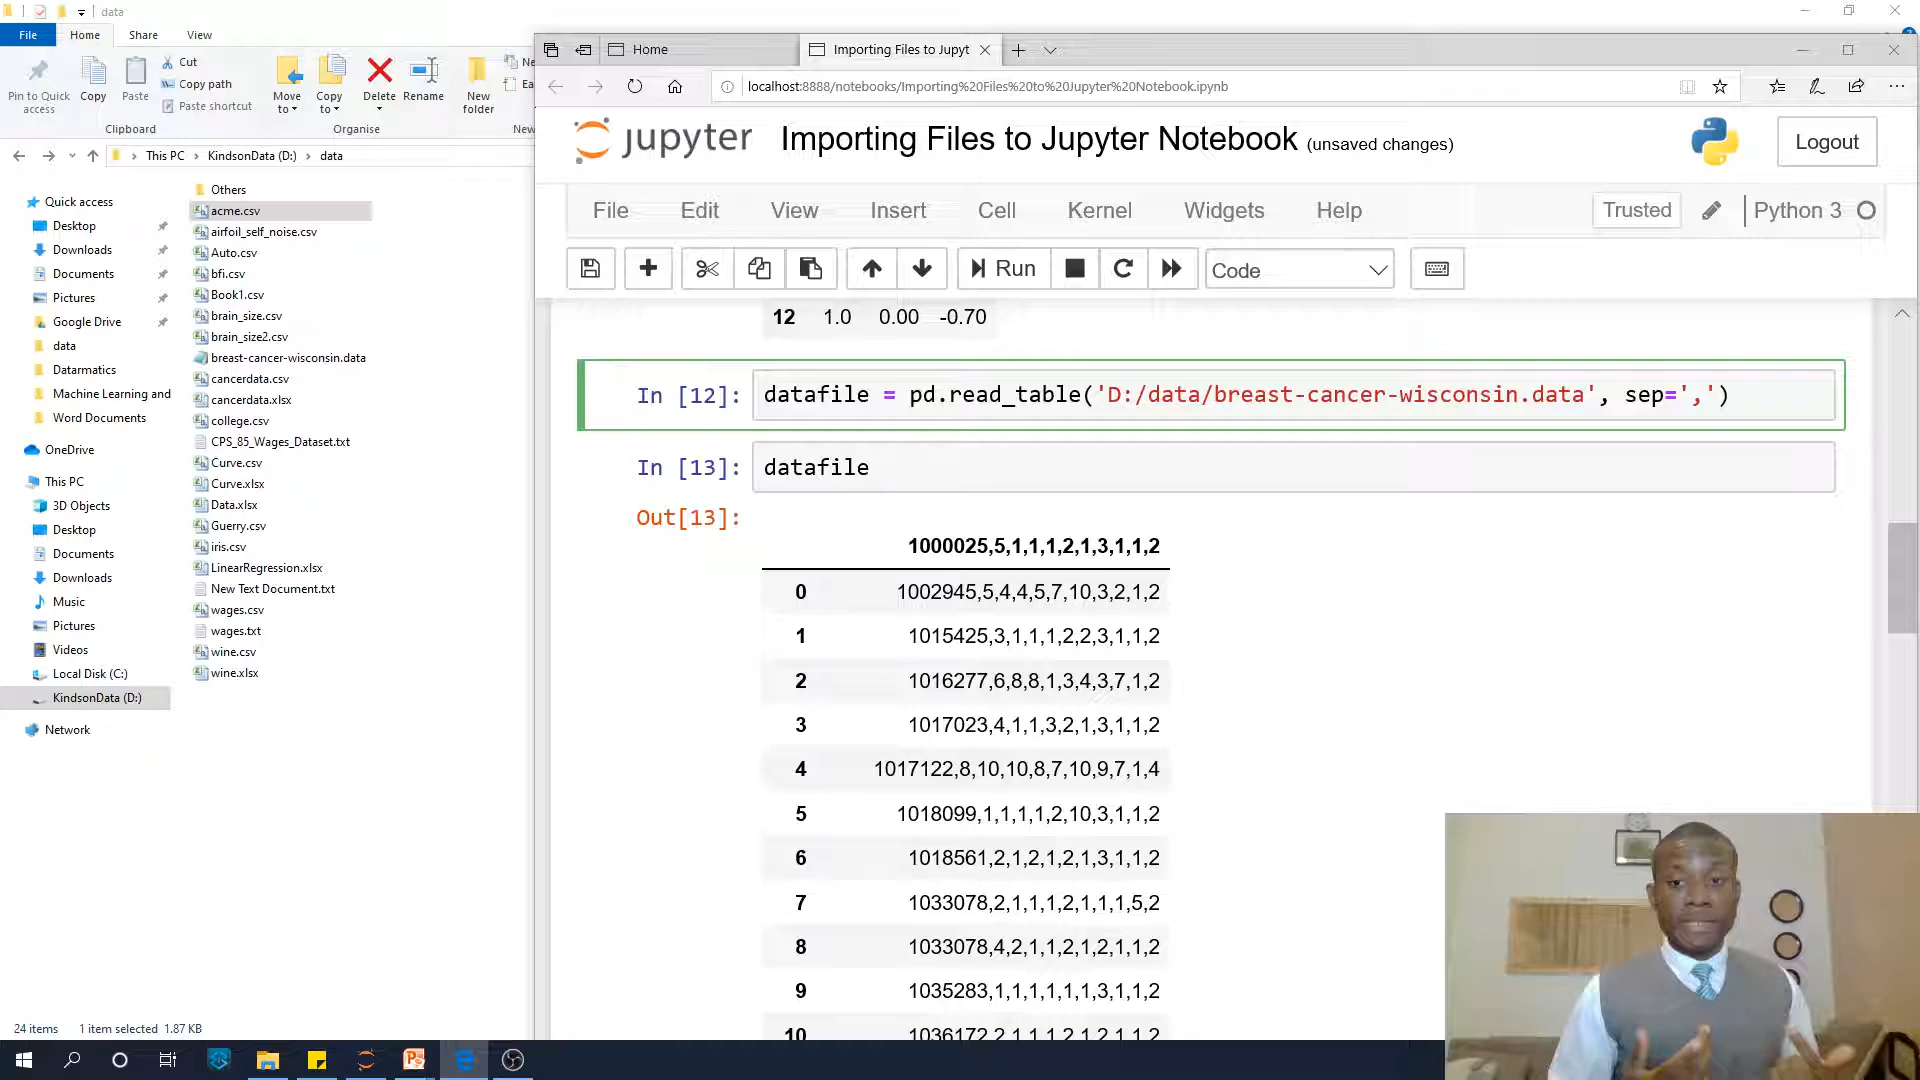 data
File
Home
Share
View
Pin to Quick access
Copy
Paste
Cut
Copy path
Paste shortcut
Clipboard
Move to
Copy to
Delete
Rename
Organise
New folder
New
This PC
KindsonData (D:)
data
Quick access
Desktop
Downloads
Documents
Pictures
Google Drive
data
Datarmatics
Machine Learning and
Word Documents
OneDrive
This PC
3D Objects
Desktop
Documents
Downloads
Music
Pictures
Videos
Local Disk (C:)
KindsonData (D:)
Network
Others
acme.csv
airfoil_self_noise.csv
Auto.csv
bfi.csv
Book1.csv
brain_size.csv
brain_size2.csv
breast-cancer-wisconsin.data
cancerdata.csv
cancerdata.xlsx
college.csv
CPS_85_Wages_Dataset.txt
Curve.csv
Curve.xlsx
Data.xlsx
Guerry.csv
iris.csv
LinearRegression.xlsx
New Text Document.txt
wages.csv
wages.txt
wine.csv
wine.xlsx
24 items 1 item selected 1.87 KB
Home
Importing Files to Jupyt
localhost:8888/notebooks/Importing%20Files%20to%20Jupyter%20Notebook.ipynb
jupyter Importing Files to Jupyter Notebook (unsaved changes)
Logout
File Edit View Insert Cell Kernel Widgets Help
Trusted
Python 3
Run
Code
12 1.0 0.00 -0.70
In [12]: datafile = pd.read_table('D:/data/breast-cancer-wisconsin.data', sep=',')
In [13]: datafile
Out[13]:
1000025,5,1,1,1,2,1,3,1,1,2
0 1002945,5,4,4,5,7,10,3,2,1,2
1 1015425,3,1,1,1,2,2,3,1,1,2
2 1016277,6,8,8,1,3,4,3,7,1,2
3 1017023,4,1,1,3,2,1,3,1,1,2
4 1017122,8,10,10,8,7,10,9,7,1,4
5 1018099,1,1,1,1,2,10,3,1,1,2
6 1018561,2,1,2,1,2,1,3,1,1,2
7 1033078,2,1,1,1,2,1,1,1,5,2
8 1033078,4,2,1,1,2,1,2,1,1,2
9 1035283,1,1,1,1,1,1,3,1,1,2
10 1036172,2,1,1,1,2,1,2,1,1,2